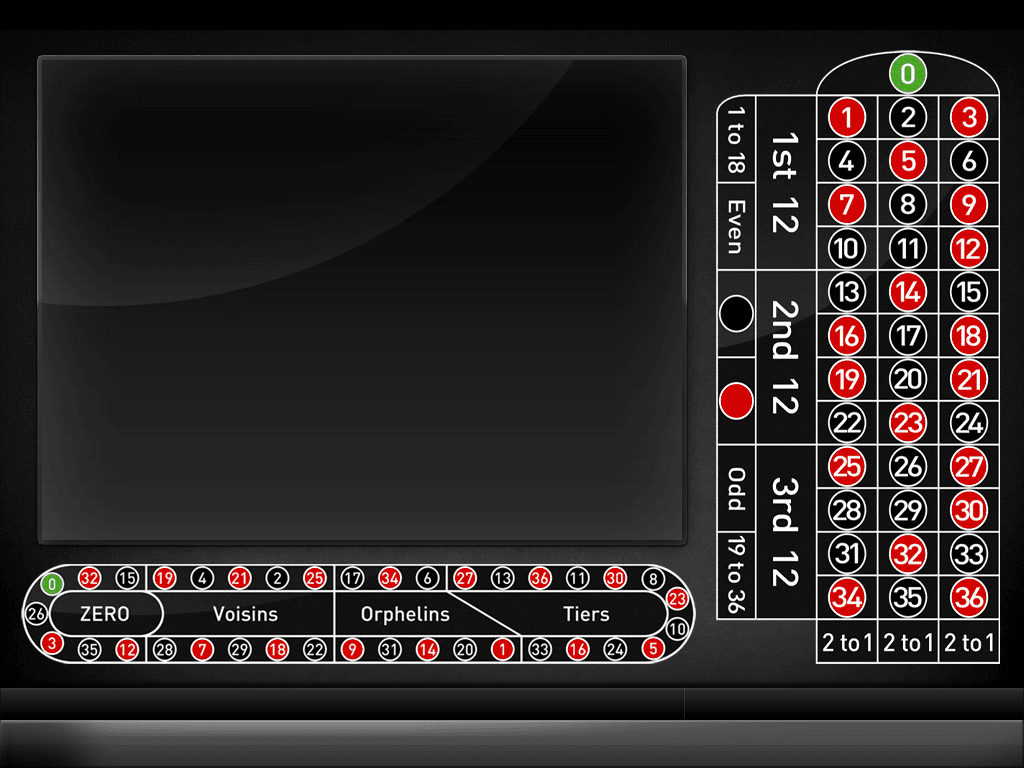 0
1 2 3
4 5 6
7 8 9
10 11 12
13 14 15
16 17 18
19 20 21
22 23 24
25 26 27
28 29 30
31 32 33
34 35 36
2 to 1 2 to 1 2 to 1
1st 12
2nd 12
3rd 12
1 to 18
Even
Odd
19 to 36
0 32 15 19 4 21 2 25 17 34 6 27 13 36 11 30 8 23
26 ZERO Voisins Orphelins Tiers 10
3 35 12 28 7 29 18 22 9 31 14 20 1 33 16 24 5